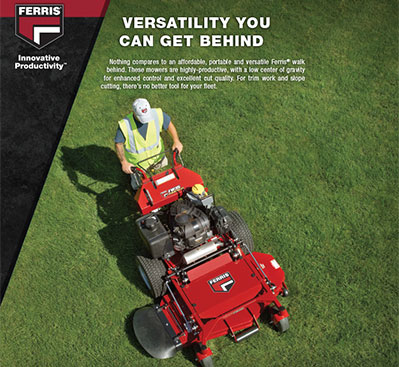 FERRIS®
Innovative
Productivity™
VERSATILITY YOU
CAN GET BEHIND
Nothing compares to an affordable, portable and versatile Ferris® walk
behind. These mowers are highly-productive, with a low center of gravity
for enhanced control and excellent cut quality. For trim work and slope
cutting, there's no better tool for your fleet.
FERRIS